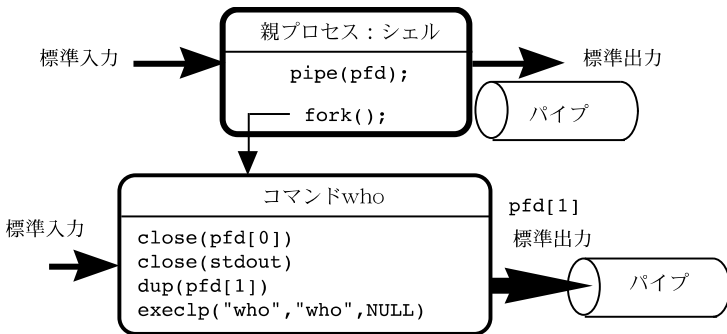 親プロセス：シェル
標準入力
標準出力
pipe(pfd);
パイプ
fork();
コマンドwho
pfd[1]
標準入力
標準出力
close(pfd[0])
close(stdout)
dup(pfd[1])
execlp("who","who",NULL)
パイプ